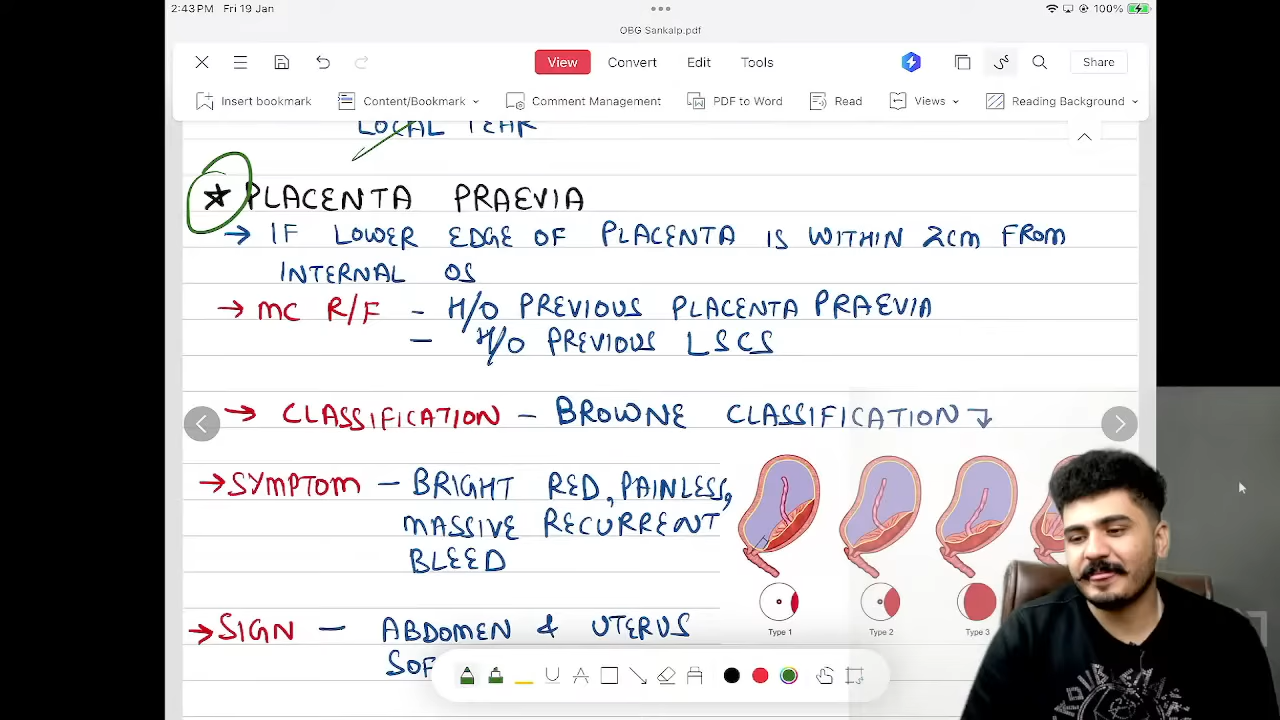 2:43 PM Fri 19 Jan
100%
OBG Sankalp.pdf
View Convert Edit Tools Share
Insert bookmark Content/Bookmark Comment Management PDF to Word Read Views Reading Background
LOCAL TEAR
PLACENTA PRAEVIA
→ IF LOWER EDGE OF PLACENTA IS WITHIN 2cm FROM
INTERNAL OS
→ MC R/F - H/O PREVIOUS PLACENTA PRAEVIA
- H/O PREVIOUS LSCS
→ CLASSIFICATION - BROWNE CLASSIFICATION
→ SYMPTOM - BRIGHT RED, PAINLESS,
MASSIVE RECURRENT
BLEED
Type 1 Type 2 Type 3
→ SIGN - ABDOMEN & UTERUS